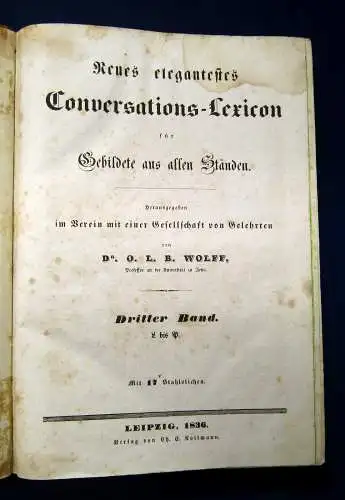 Neues elegantestes
Conversations-Lexicon
für
Gebildete aus allen Ständen.
Herausgegeben
im Verein mit einer Gesellschaft von Gelehrten
von
Dr. O. L. B. WOLFF,
Professor an der Universität zu Jena.
Dritter Band.
L bis P.
Mit 17 Stahlstichen.
LEIPZIG, 1836.
Verlag von Ch. E. Kollmann.